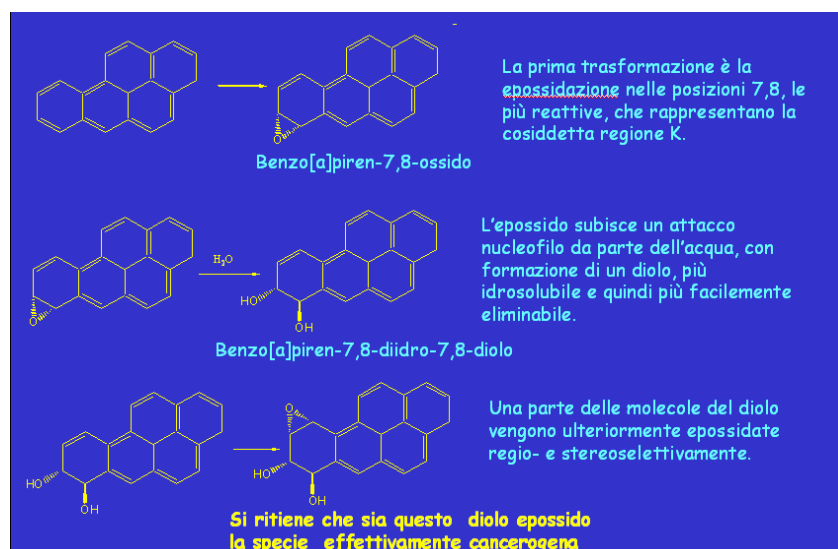 La prima trasformazione è la
epossidazione nelle posizioni 7,8, le
più reattive, che rappresentano la
cosiddetta regione K.
O
Benzo[a]piren-7,8-ossido
L'epossido subisce un attacco
nucleofilo da parte dell'acqua, con
formazione di un diolo, più
idrosolubile e quindi più facilemente
eliminabile.
H₂O
O
HO
OH
Benzo[a]piren-7,8-diidro-7,8-diolo
Una parte delle molecole del diolo
vengono ulteriormente epossidate
regio- e stereoselettivamente.
O
HO
HO
OH
OH
Si ritiene che sia questo diolo epossido
la specie effettivamente cancerogena